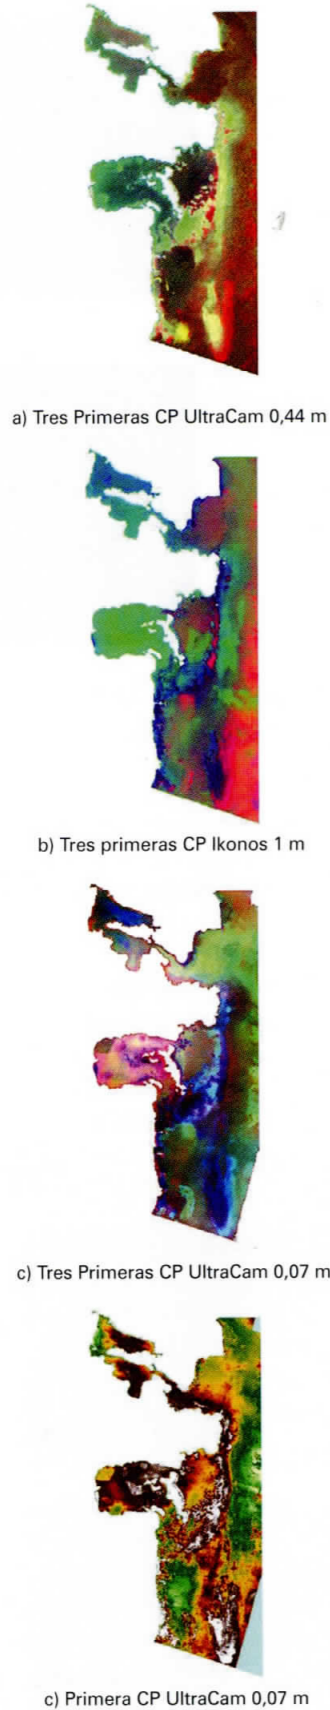 a) Tres Primeras CP UltraCam 0,44 m
b) Tres primeras CP Ikonos 1 m
c) Tres Primeras CP UltraCam 0,07 m
c) Primera CP UltraCam 0,07 m